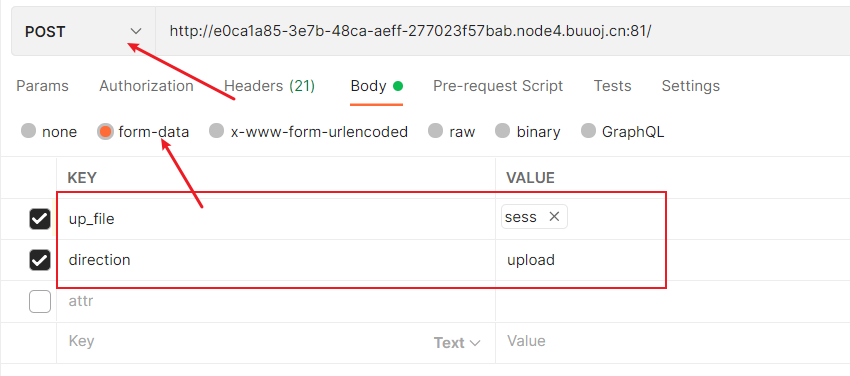 POST http://e0ca1a85-3e7b-48ca-aeff-277023f57bab.node4.buuoj.cn:81/
Params Authorization Headers (21) Body Pre-request Script Tests Settings
none form-data x-www-form-urlencoded raw binary GraphQL
KEY VALUE
up_file sess
direction upload
attr
Key Text Value